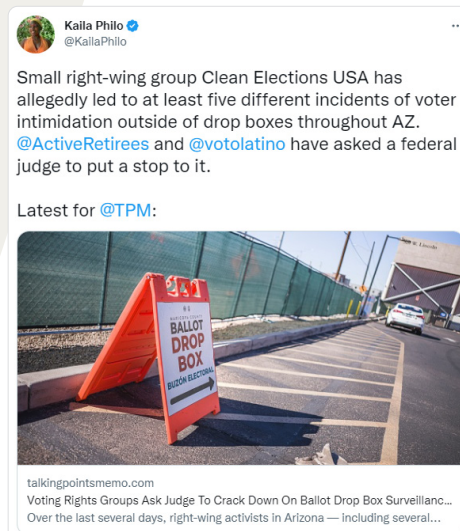 Kaila Philo
@KailaPhilo
Small right-wing group Clean Elections USA has
allegedly led to at least five different incidents of voter
intimidation outside of drop boxes throughout AZ.
@ActiveRetirees and @votolatino have asked a federal
judge to put a stop to it.
Latest for @TPM:
MARICOPA COUNTY
BALLOT
DROP
BOX
BUZÓN ELECTORAL
talkingpointsmemo.com
Voting Rights Groups Ask Judge To Crack Down On Ballot Drop Box Surveillanc...
Over the last several days, right-wing activists in Arizona — including several...